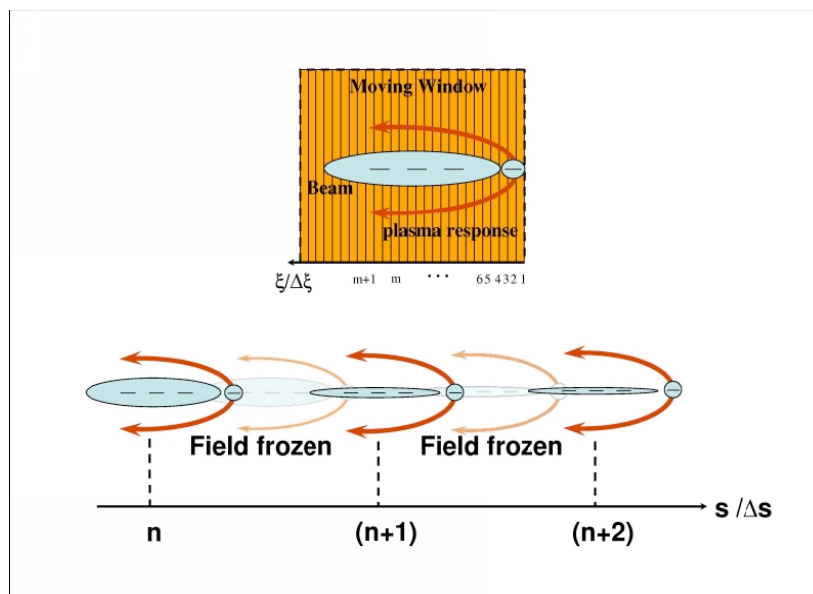 Moving Window
Beam
plasma response
ξ/Δξ
m+1 m ••• 6 5 4 3 2 1
Field frozen Field frozen
s /Δs
n (n+1) (n+2)